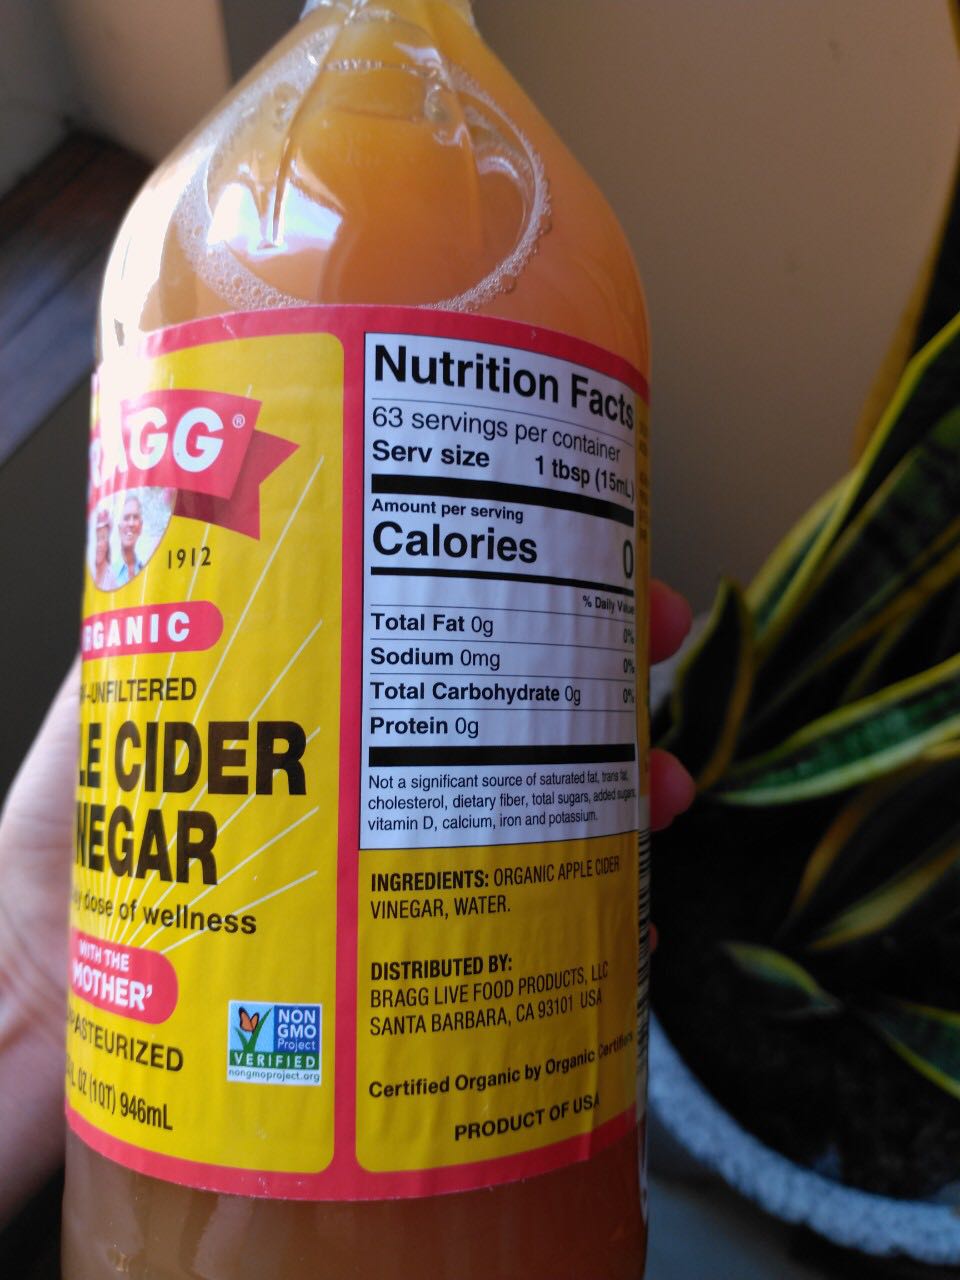 AGG®
1912
GANIC
-UNFILTERED
LE CIDER
NEGAR
dose of wellness
WITH THE
MOTHER'
ASTEURIZED
OZ (1QT) 946mL
NON
GMO
Project
VERIFIED
nongmoproject.org
Nutrition Facts
63 servings per container
Serv size 1 tbsp (15mL)
Amount per serving
Calories 0
% Daily Value
Total Fat 0g 0%
Sodium 0mg 0%
Total Carbohydrate 0g 0%
Protein 0g
Not a significant source of saturated fat, trans fat,
cholesterol, dietary fiber, total sugars, added sugars,
vitamin D, calcium, iron and potassium.
INGREDIENTS: ORGANIC APPLE CIDER
VINEGAR, WATER.
DISTRIBUTED BY:
BRAGG LIVE FOOD PRODUCTS, LLC
SANTA BARBARA, CA 93101 USA
Certified Organic by Organic Certifiers
PRODUCT OF USA